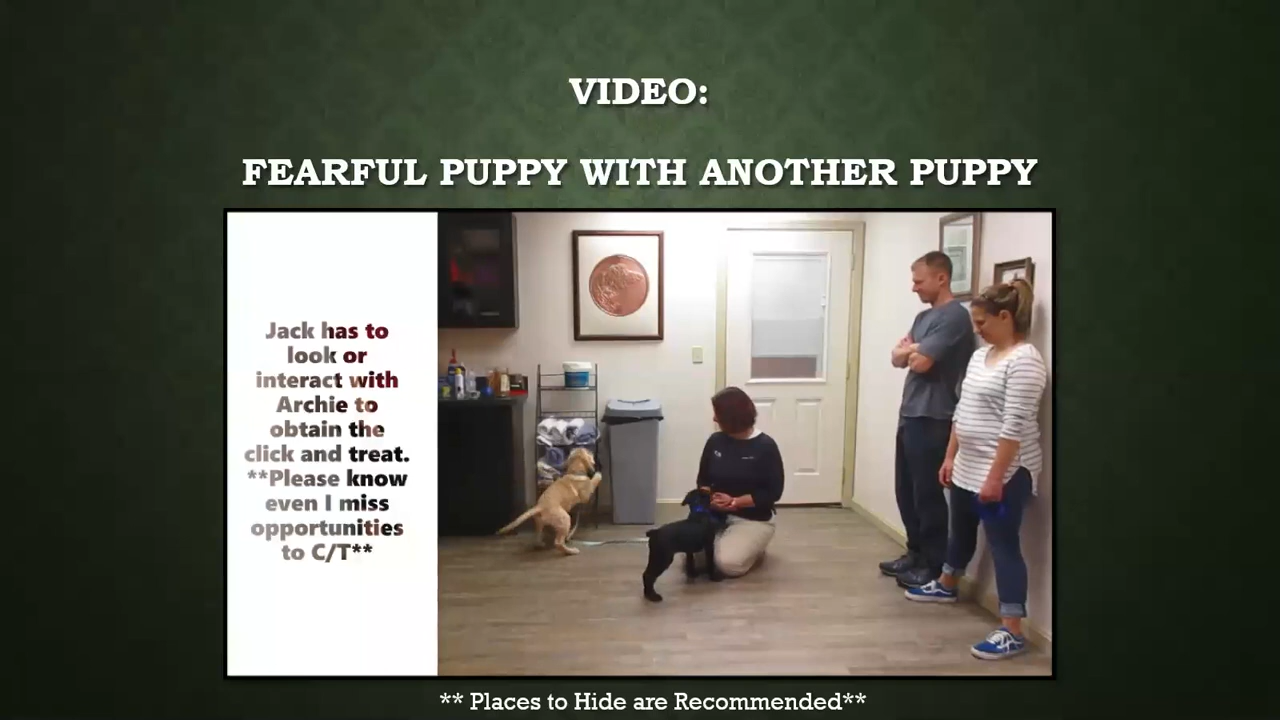 VIDEO:
FEARFUL PUPPY WITH ANOTHER PUPPY
Jack has to
look or
interact with
Archie to
obtain the
click and treat.
**Please know
even I miss
opportunities
to C/T**
** Places to Hide are Recommended**